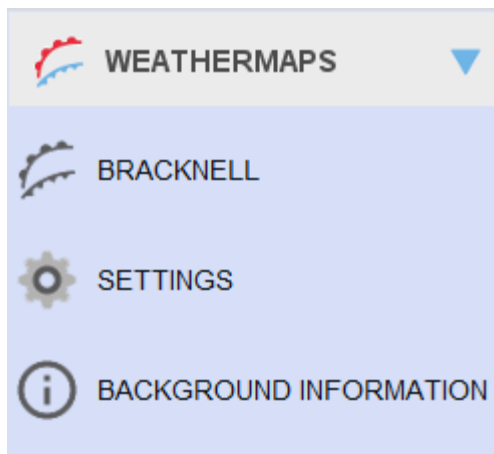 WEATHERMAPS
BRACKNELL
SETTINGS
BACKGROUND INFORMATION